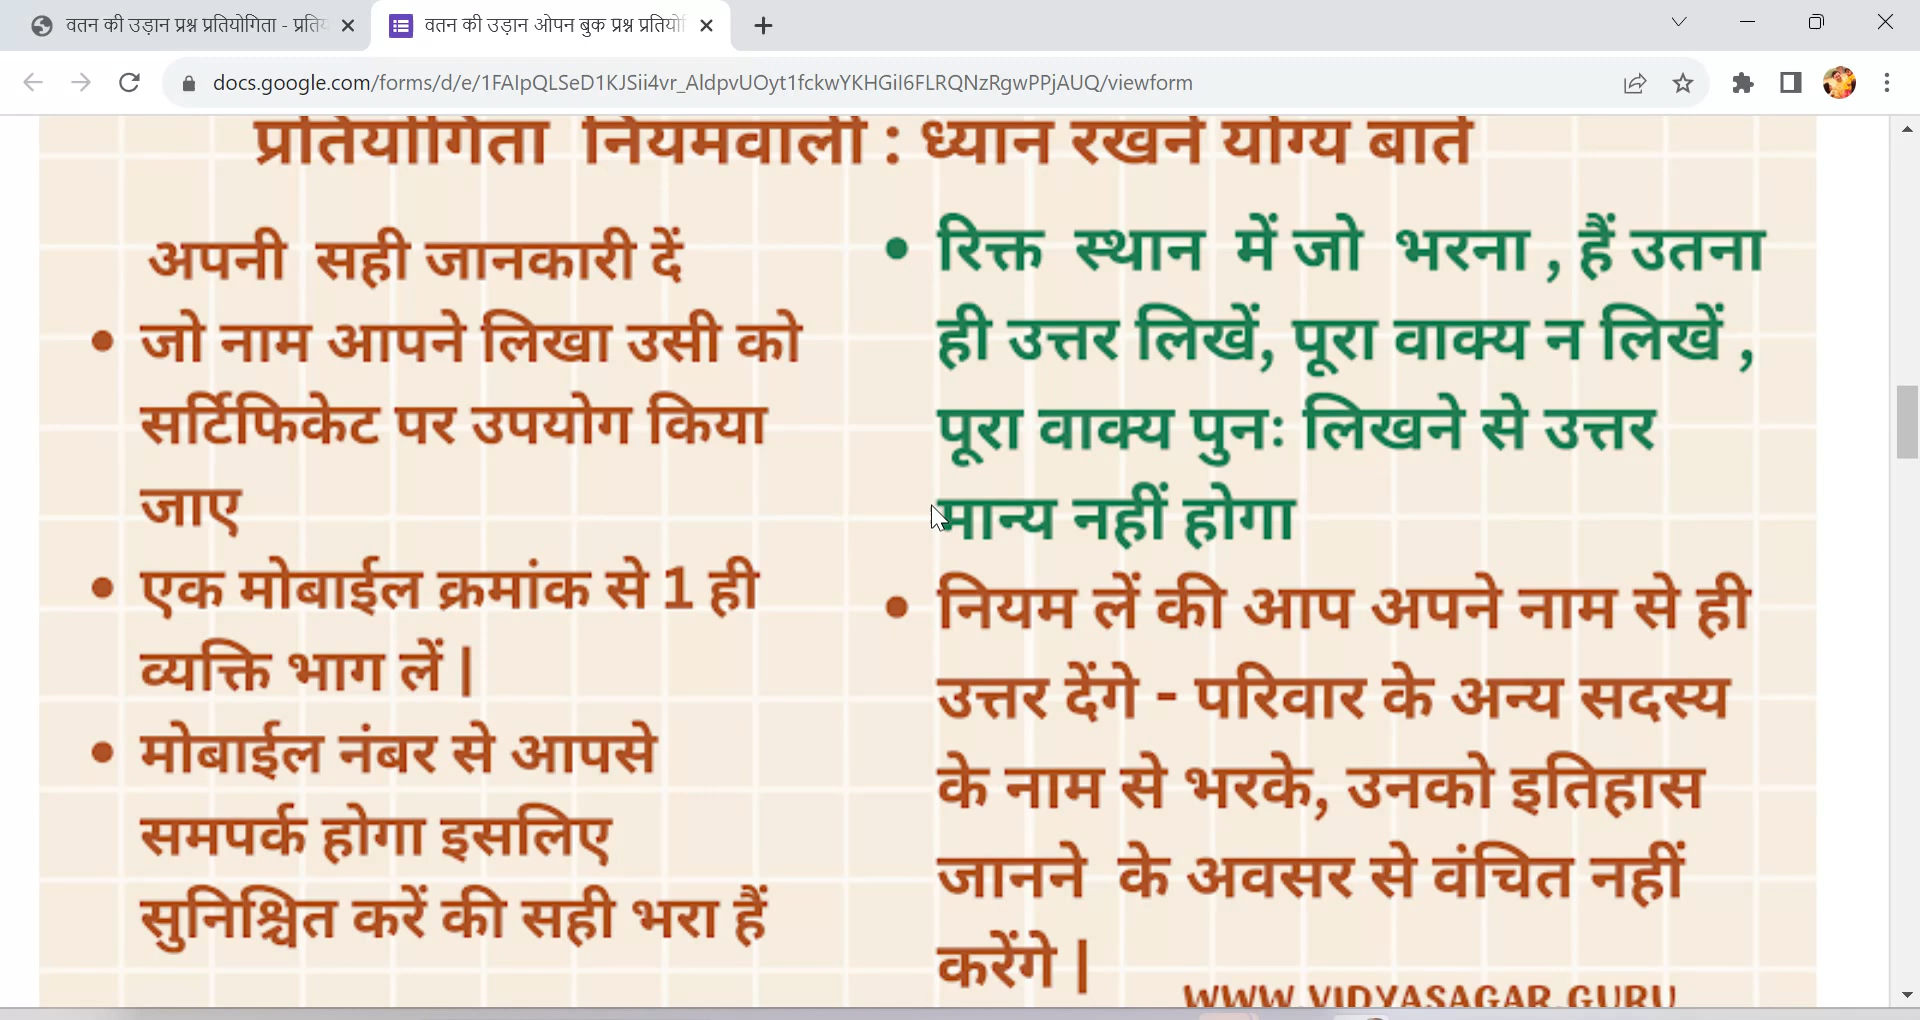 वतन की उड़ान प्रश्न प्रतियोगिता - प्रतिय
वतन की उड़ान ओपन बुक प्रश्न प्रतियोगि
docs.google.com/forms/d/e/1FAIpQLSeD1KJSii4vr_AldpvUOyt1fckwYKHGil6FLRQNzRgwPPjAUQ/viewform
प्रतियोगिता नियमवाली : ध्यान रखने योग्य बातें
अपनी सही जानकारी दें
• जो नाम आपने लिखा उसी को
सर्टिफिकेट पर उपयोग किया
जाए
• एक मोबाईल क्रमांक से 1 ही
व्यक्ति भाग लें |
• मोबाईल नंबर से आपसे
समपर्क होगा इसलिए
सुनिश्चित करें की सही भरा हैं
• रिक्त स्थान में जो भरना , हैं उतना
ही उत्तर लिखें, पूरा वाक्य न लिखें ,
पूरा वाक्य पुनः लिखने से उत्तर
मान्य नहीं होगा
• नियम लें की आप अपने नाम से ही
उत्तर देंगे - परिवार के अन्य सदस्य
के नाम से भरके, उनको इतिहास
जानने के अवसर से वंचित नहीं
करेंगे |
WWW.VIDYASAGAR.GURU